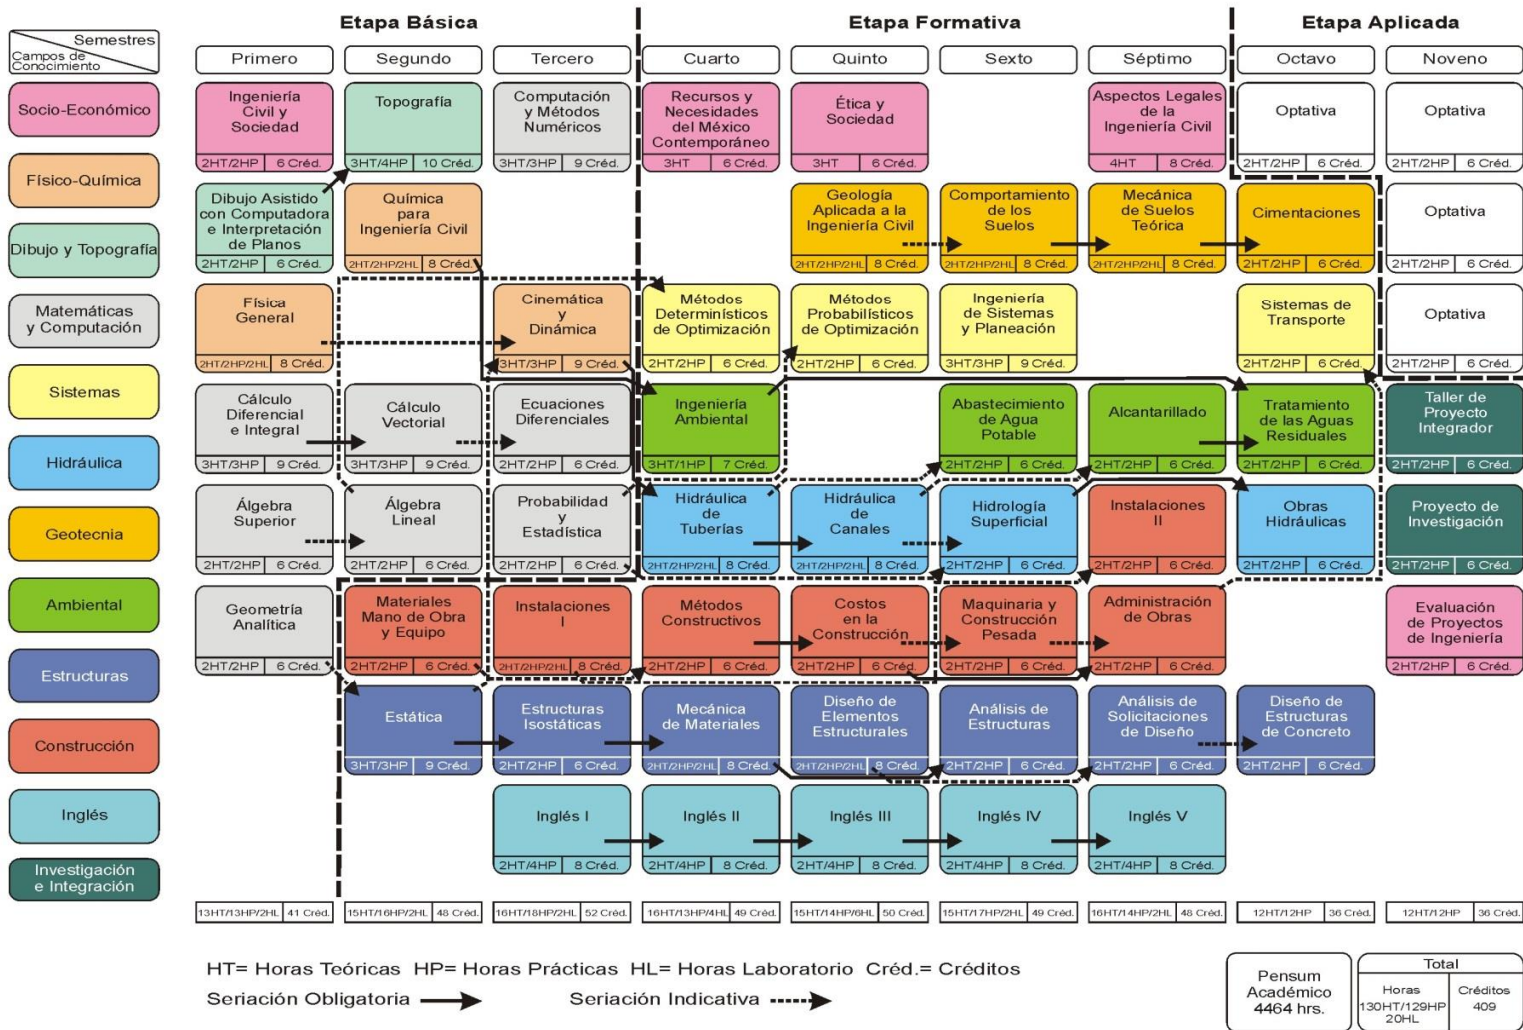 Etapa Básica
Etapa Formativa
Etapa Aplicada
Semestres
Campos de
Conocimiento
Primero
Segundo
Tercero
Cuarto
Quinto
Sexto
Séptimo
Octavo
Noveno
Socio-Económico
Ingeniería
Civil y
Sociedad
2HT/2HP
6 Créd.
Topografía
3HT/4HP
10 Créd.
Computación
y Métodos
Numéricos
3HT/3HP
9 Créd.
Recursos y
Necesidades
del México
Contemporáneo
3HT
6 Créd.
Ética y
Sociedad
3HT
6 Créd.
Aspectos Legales
de la
Ingeniería Civil
4HT
8 Créd.
Optativa
2HT/2HP
6 Créd.
Optativa
2HT/2HP
6 Créd.
Físico-Química
Dibujo Asistido
con Computadora
e Interpretación
de Planos
2HT/2HP
6 Créd.
Química
para
Ingeniería Civil
2HT/2HP/2HL
8 Créd.
Geología
Aplicada a la
Ingeniería Civil
2HT/2HP/2HL
8 Créd.
Comportamiento
de los
Suelos
2HT/2HP/2HL
8 Créd.
Mecánica
de Suelos
Teórica
2HT/2HP/2HL
8 Créd.
Cimentaciones
2HT/2HP
6 Créd.
Optativa
2HT/2HP
6 Créd.
Dibujo y Topografía
Matemáticas
y Computación
Física
General
2HT/2HP/2HL
8 Créd.
Cinemática
y
Dinámica
3HT/3HP
9 Créd.
Métodos
Determinísticos
de Optimización
2HT/2HP
6 Créd.
Métodos
Probabilísticos
de Optimización
2HT/2HP
6 Créd.
Ingeniería
de Sistemas
y Planeación
3HT/3HP
9 Créd.
Sistemas de
Transporte
2HT/2HP
6 Créd.
Optativa
2HT/2HP
6 Créd.
Sistemas
Cálculo
Diferencial
e Integral
3HT/3HP
9 Créd.
Cálculo
Vectorial
3HT/3HP
9 Créd.
Ecuaciones
Diferenciales
2HT/2HP
6 Créd.
Ingeniería
Ambiental
3HT/1HP
7 Créd.
Abastecimiento
de Agua
Potable
2HT/2HP
6 Créd.
Alcantarillado
2HT/2HP
6 Créd.
Tratamiento
de las Aguas
Residuales
2HT/2HP
6 Créd.
Taller de
Proyecto
Integrador
2HT/2HP
6 Créd.
Hidráulica
Geotecnia
Álgebra
Superior
2HT/2HP
6 Créd.
Álgebra
Lineal
2HT/2HP
6 Créd.
Probabilidad
y
Estadística
2HT/2HP
6 Créd.
Hidráulica
de
Tuberías
2HT/2HP/2HL
8 Créd.
Hidráulica
de
Canales
2HT/2HP/2HL
8 Créd.
Hidrología
Superficial
2HT/2HP
6 Créd.
Instalaciones
II
2HT/2HP
6 Créd.
Obras
Hidráulicas
2HT/2HP
6 Créd.
Proyecto de
Investigación
2HT/2HP
6 Créd.
Ambiental
Geometría
Analítica
2HT/2HP
6 Créd.
Materiales
Mano de Obra
y Equipo
2HT/2HP
6 Créd.
Instalaciones
I
2HT/2HP/2HL
8 Créd.
Métodos
Constructivos
2HT/2HP
6 Créd.
Costos
en la
Construcción
2HT/2HP
6 Créd.
Maquinaria y
Construcción
Pesada
2HT/2HP
6 Créd.
Administración
de Obras
2HT/2HP
6 Créd.
Evaluación
de Proyectos
de Ingeniería
2HT/2HP
6 Créd.
Estructuras
Construcción
Estática
3HT/3HP
9 Créd.
Estructuras
Isostáticas
2HT/2HP
6 Créd.
Mecánica
de Materiales
2HT/2HP/2HL
8 Créd.
Diseño de
Elementos
Estructurales
2HT/2HP/2HL
8 Créd.
Análisis de
Estructuras
2HT/2HP
6 Créd.
Análisis de
Solicitaciones
de Diseño
2HT/2HP
6 Créd.
Diseño de
Estructuras
de Concreto
2HT/2HP
6 Créd.
Inglés
Inglés I
2HT/4HP
8 Créd.
Inglés II
2HT/4HP
8 Créd.
Inglés III
2HT/4HP
8 Créd.
Inglés IV
2HT/4HP
8 Créd.
Inglés V
2HT/4HP
8 Créd.
Investigación
e Integración
13HT/13HP/2HL
41 Créd.
15HT/16HP/2HL
48 Créd.
16HT/18HP/2HL
52 Créd.
16HT/13HP/4HL
49 Créd.
15HT/14HP/6HL
50 Créd.
15HT/17HP/2HL
49 Créd.
16HT/14HP/2HL
48 Créd.
12HT/12HP
36 Créd.
12HT/12HP
36 Créd.
HT= Horas Teóricas HP= Horas Prácticas HL= Horas Laboratorio Créd.= Créditos
Seriación Obligatoria
Seriación Indicativa
Pensum
Académico
4464 hrs.
Total
Horas
130HT/129HP
20HL
Créditos
409